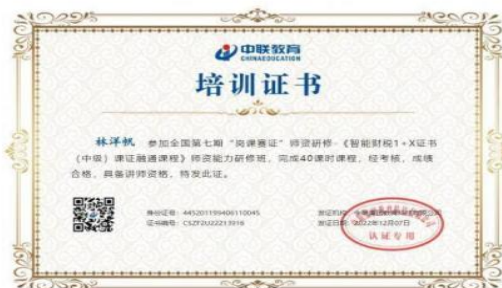 中联教育
CHINAEDUCATION
培训证书
林洋帆 参加全国第七期“岗课赛证”师资研修-《智能财税1+X证书
(中级)课证融通课程》师资能力研修班，完成40课时课程，经考核，成绩
合格，具备讲师资格，特发此证。
身份证号：445201199406110045
发证机构：
证书编号：CSZF2U22213916
发证日期：2022年12月07日
认证专用